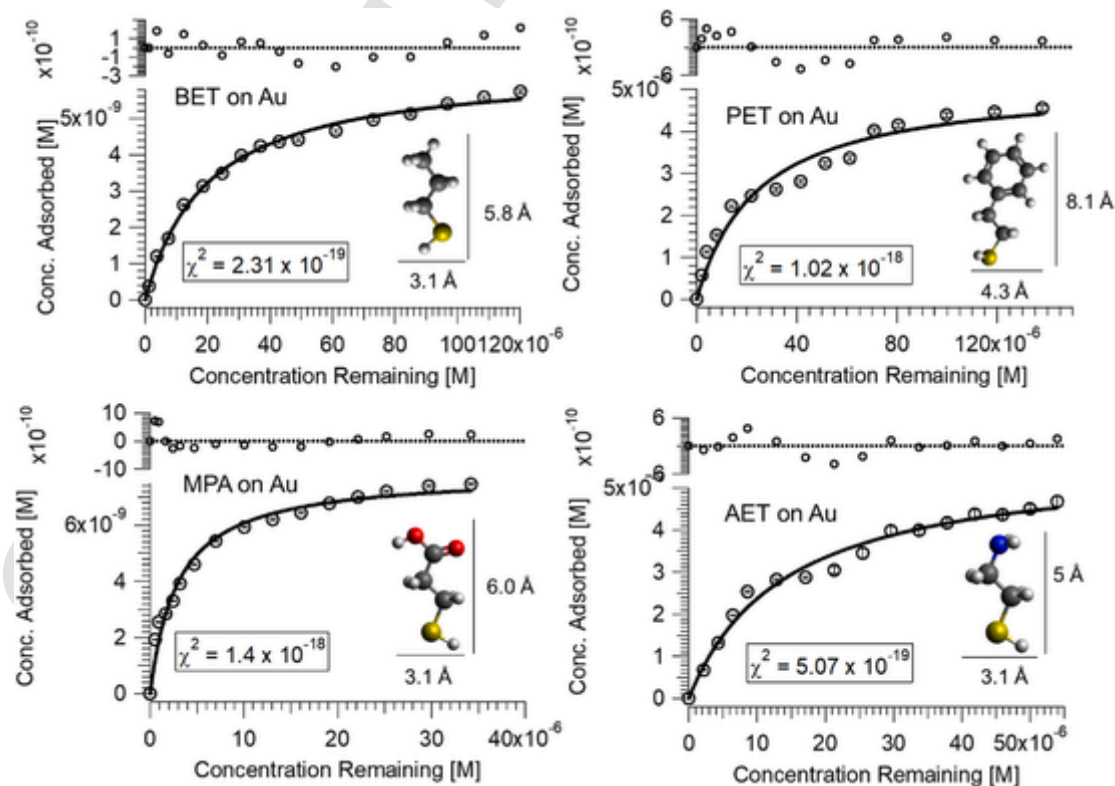 1
-1
-3
x10⁻¹⁰
BET on Au
5x10⁻⁹
4
3
2
1
0
Conc. Adsorbed [M]
χ² = 2.31 x 10⁻¹⁹
5.8 Å
3.1 Å
0 20 40 60 80 100 120x10⁻⁶
Concentration Remaining [M]
6
-6
x10⁻¹⁰
PET on Au
5x10
4
3
2
1
0
Conc. Adsorbed [M]
χ² = 1.02 x 10⁻¹⁸
8.1 Å
4.3 Å
0 40 80 120x10⁻⁶
Concentration Remaining [M]
10
0
-10
x10⁻¹⁰
MPA on Au
6x10⁻⁹
4
2
0
Conc. Adsorbed [M]
χ² = 1.4 x 10⁻¹⁸
6.0 Å
3.1 Å
0 10 20 30 40x10⁻⁶
Concentration Remaining [M]
6
-6
x10⁻¹⁰
AET on Au
5x10
4
3
2
1
0
Conc. Adsorbed [M]
χ² = 5.07 x 10⁻¹⁹
5 Å
3.1 Å
0 10 20 30 40 50x10⁻⁶
Concentration Remaining [M]